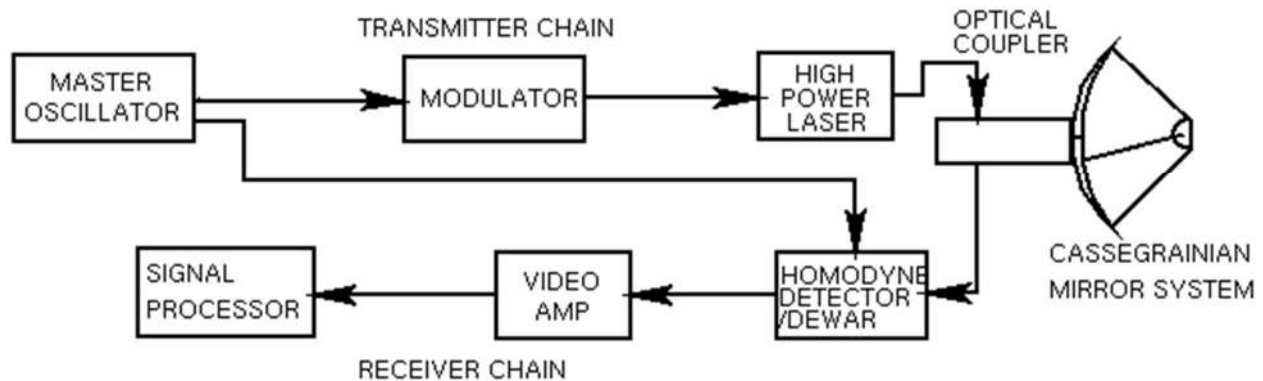 TRANSMITTER CHAIN
OPTICAL
COUPLER
MASTER
OSCILLATOR
MODULATOR
HIGH
POWER
LASER
CASSEGRAINIAN
MIRROR SYSTEM
SIGNAL
PROCESSOR
VIDEO
AMP
HOMODYNE
DETECTOR
/DEWAR
RECEIVER CHAIN